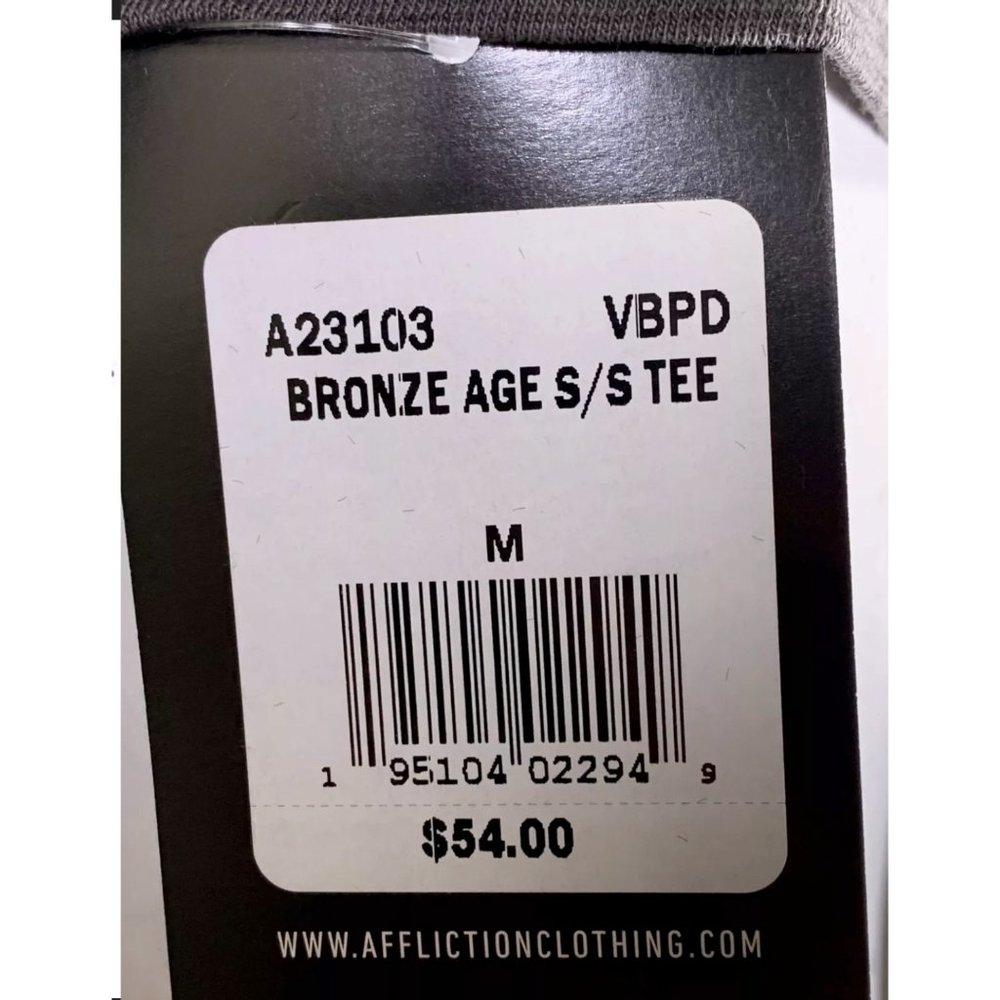 A23103 VBPD
BRONZE AGE S/S TEE
M
1 95104 02294 9
$54.00
WWW.AFFLICTIONCLOTHING.COM